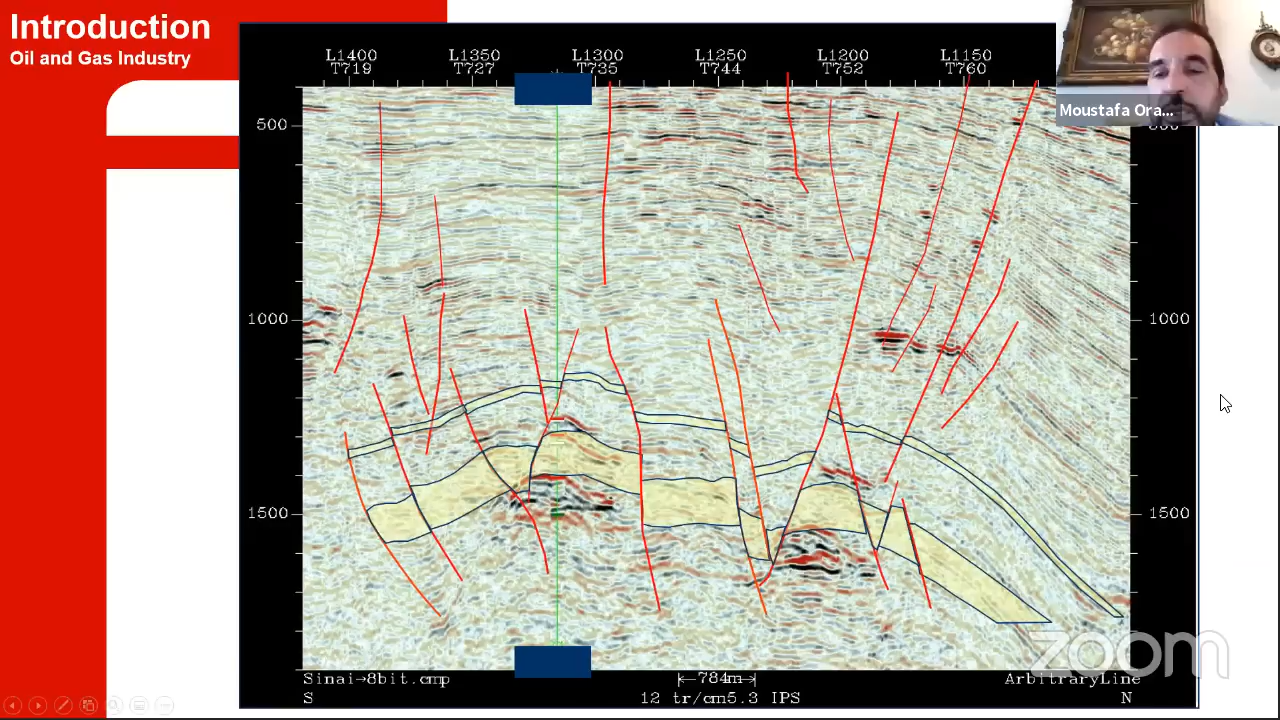 Introduction
Oil and Gas Industry
L1400 L1350 L1300 L1250 L1200 L1150
T719 T727 T735 T744 T752 T760
Moustafa Ora...
500
1000 1000
1500 1500
zoom
Sinai→8bit.cmp 784m ArbitraryLine
S 12 tr/cm5.3 IPS N